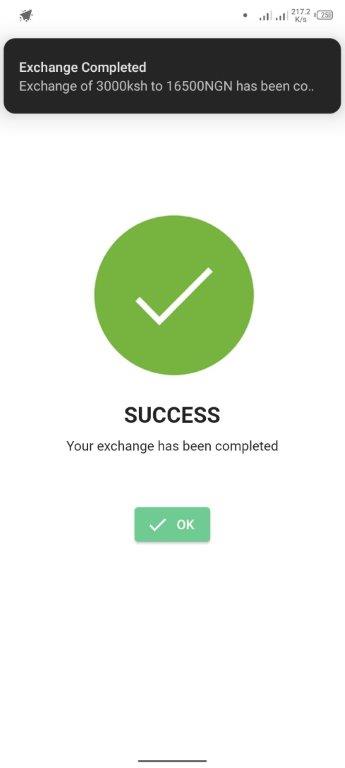 217.2
K/s
25
Exchange Completed
Exchange of 3000ksh to 16500NGN has been co..
SUCCESS
Your exchange has been completed
OK